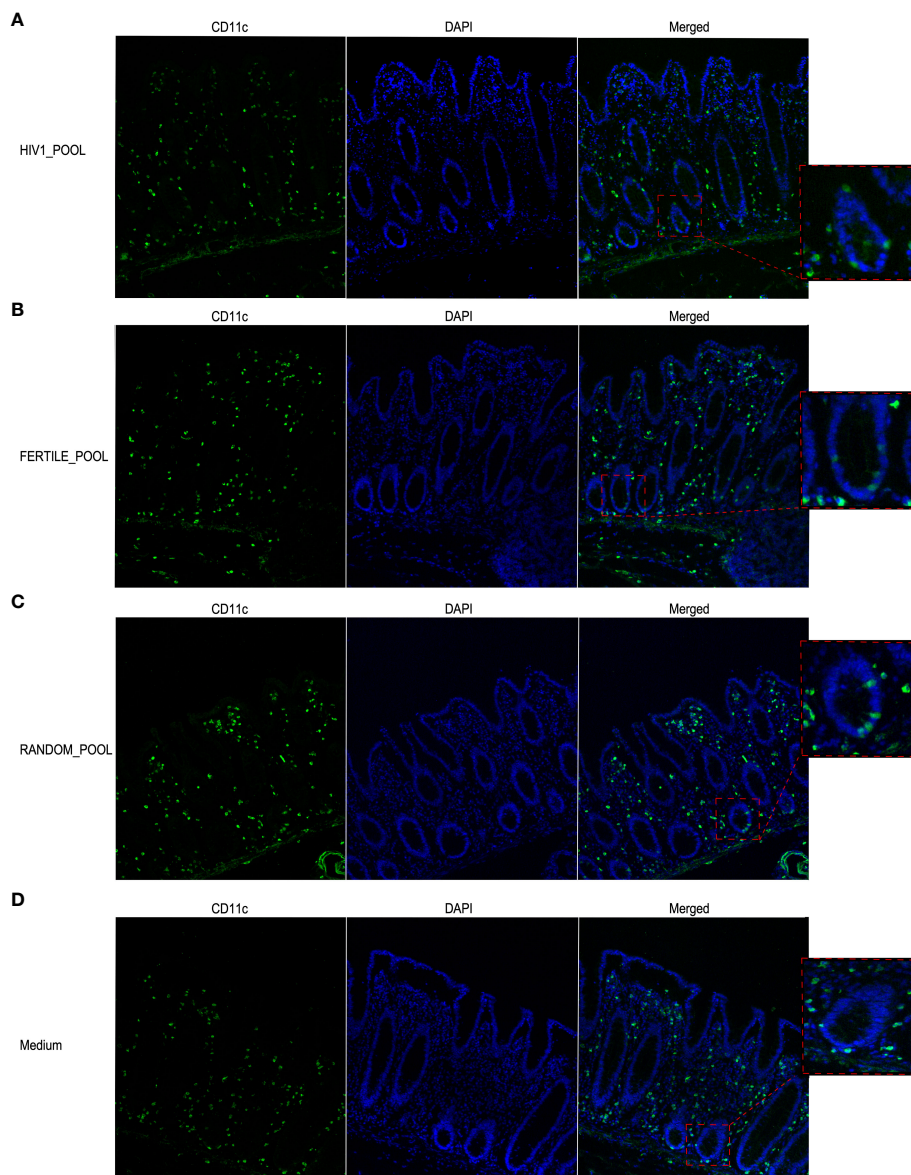 A
CD11c DAPI Merged
HIV1_POOL
B
CD11c DAPI Merged
FERTILE_POOL
C
CD11c DAPI Merged
RANDOM_POOL
D
CD11c DAPI Merged
Medium